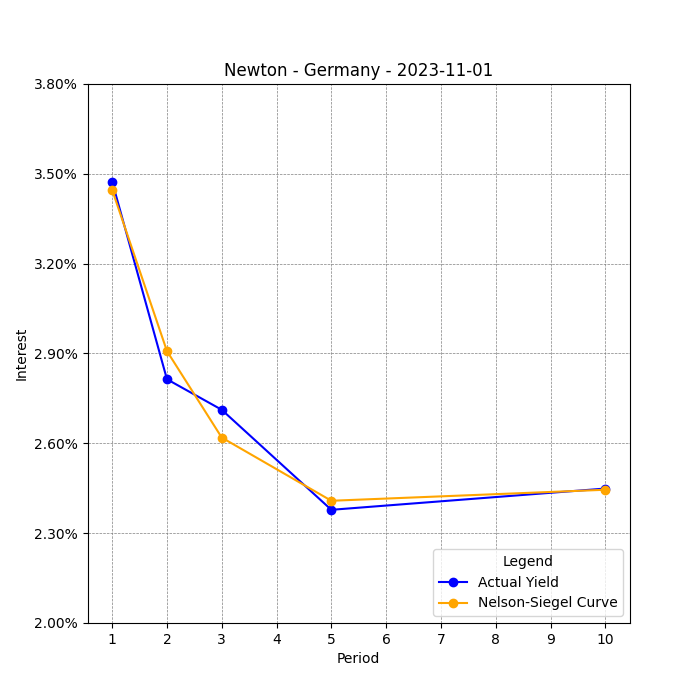 Newton - Germany - 2023-11-01
3.80%
3.50%
3.20%
2.90%
2.60%
2.30%
2.00%
Interest
1 2 3 4 5 6 7 8 9 10
Period
Legend
Actual Yield
Nelson-Siegel Curve